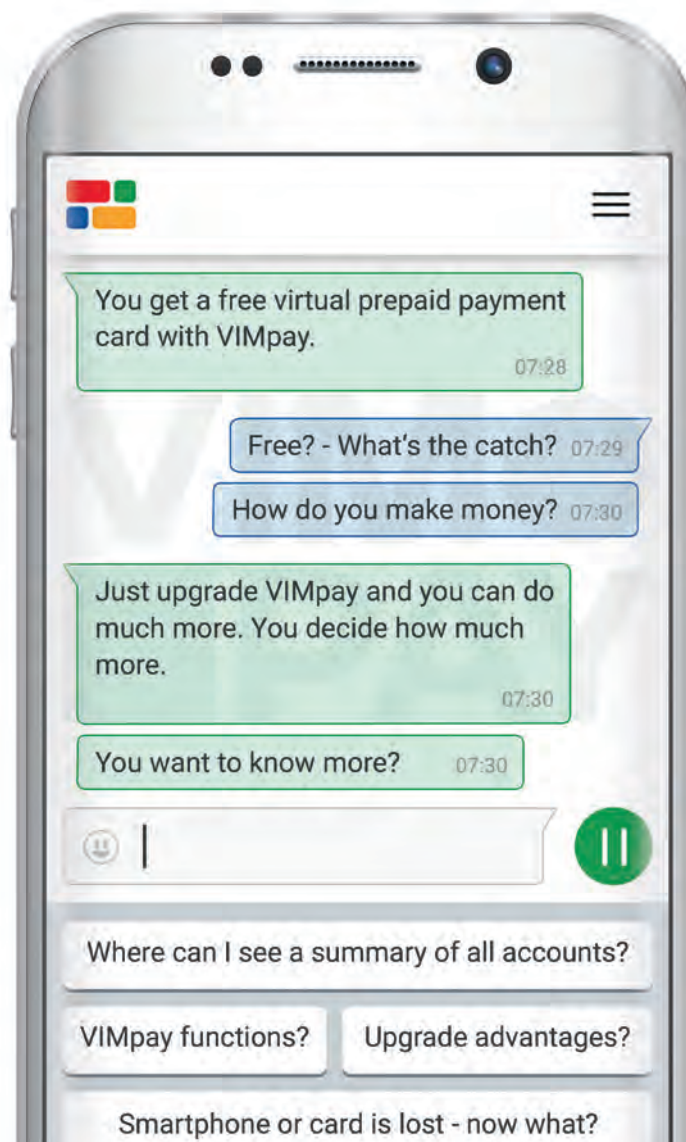 You get a free virtual prepaid payment
card with VIMpay.
07:28
Free? - What‘s the catch? 07:29
How do you make money? 07:30
Just upgrade VIMpay and you can do
much more. You decide how much
more.
07:30
You want to know more? 07:30
Where can I see a summary of all accounts?
VIMpay functions?
Upgrade advantages?
Smartphone or card is lost - now what?